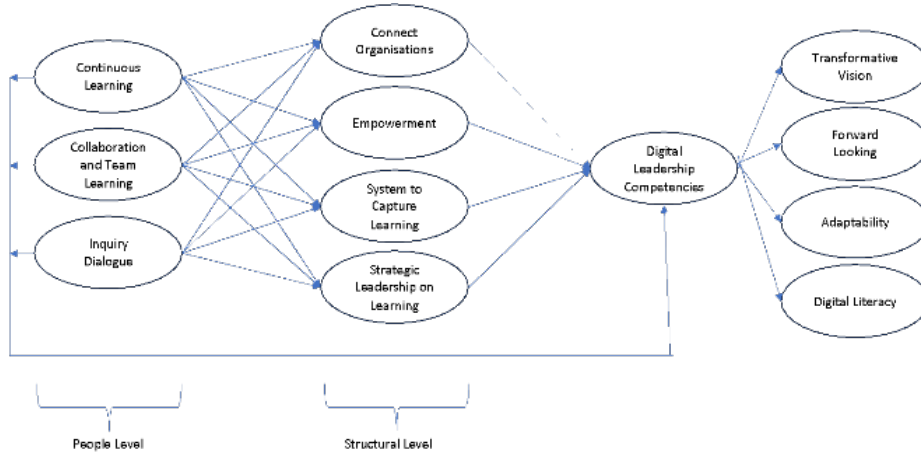 Continuous
Learning
Collaboration
and Team
Learning
Inquiry
Dialogue
Connect
Organisations
Empowerment
System to
Capture
Learning
Strategic
Leadership on
Learning
Digital
Leadership
Competencies
Transformative
Vision
Forward
Looking
Adaptability
Digital Literacy
People Level
Structural Level